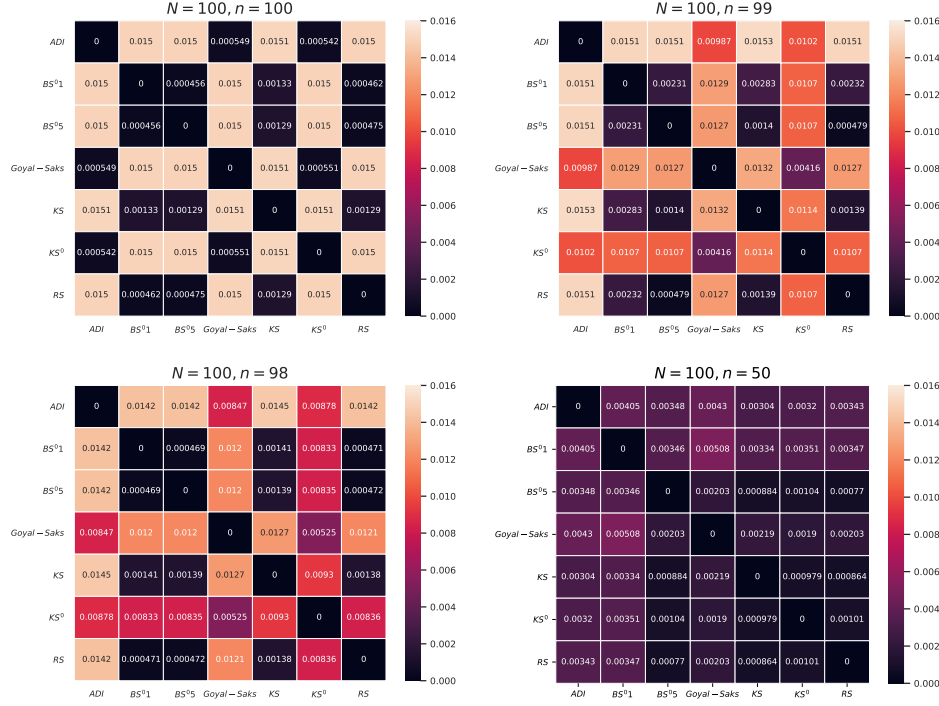 N = 100, n = 100
ADI 0 0.015 0.015 0.000549 0.0151 0.000542 0.015
BS⁰1 0.015 0 0.000456 0.015 0.00133 0.015 0.000462
BS⁰5 0.015 0.000456 0 0.015 0.00129 0.015 0.000475
Goyal−Saks 0.000549 0.015 0.015 0 0.0151 0.000551 0.015
KS 0.0151 0.00133 0.00129 0.0151 0 0.0151 0.00129
KS⁰ 0.000542 0.015 0.015 0.000551 0.0151 0 0.015
RS 0.015 0.000462 0.000475 0.015 0.00129 0.015 0
ADI BS⁰1 BS⁰5 Goyal−Saks KS KS⁰ RS
0.016
0.014
0.012
0.010
0.008
0.006
0.004
0.002
0.000
N = 100, n = 99
ADI 0 0.0151 0.0151 0.00987 0.0153 0.0102 0.0151
BS⁰1 0.0151 0 0.00231 0.0129 0.00283 0.0107 0.00232
BS⁰5 0.0151 0.00231 0 0.0127 0.0014 0.0107 0.000479
Goyal−Saks 0.00987 0.0129 0.0127 0 0.0132 0.00416 0.0127
KS 0.0153 0.00283 0.0014 0.0132 0 0.0114 0.00139
KS⁰ 0.0102 0.0107 0.0107 0.00416 0.0114 0 0.0107
RS 0.0151 0.00232 0.000479 0.0127 0.00139 0.0107 0
ADI BS⁰1 BS⁰5 Goyal−Saks KS KS⁰ RS
0.016
0.014
0.012
0.010
0.008
0.006
0.004
0.002
0.000
N = 100, n = 98
ADI 0 0.0142 0.0142 0.00847 0.0145 0.00878 0.0142
BS⁰1 0.0142 0 0.000469 0.012 0.00141 0.00833 0.000471
BS⁰5 0.0142 0.000469 0 0.012 0.00139 0.00835 0.000472
Goyal−Saks 0.00847 0.012 0.012 0 0.0127 0.00525 0.0121
KS 0.0145 0.00141 0.00139 0.0127 0 0.0093 0.00138
KS⁰ 0.00878 0.00833 0.00835 0.00525 0.0093 0 0.00836
RS 0.0142 0.000471 0.000472 0.0121 0.00138 0.00836 0
ADI BS⁰1 BS⁰5 Goyal−Saks KS KS⁰ RS
0.016
0.014
0.012
0.010
0.008
0.006
0.004
0.002
0.000
N = 100, n = 50
ADI 0 0.00405 0.00348 0.0043 0.00304 0.0032 0.00343
BS⁰1 0.00405 0 0.00346 0.00508 0.00334 0.00351 0.00347
BS⁰5 0.00348 0.00346 0 0.00203 0.000884 0.00104 0.00077
Goyal−Saks 0.0043 0.00508 0.00203 0 0.00219 0.0019 0.00203
KS 0.00304 0.00334 0.000884 0.00219 0 0.000979 0.000864
KS⁰ 0.0032 0.00351 0.00104 0.0019 0.000979 0 0.00101
RS 0.00343 0.00347 0.00077 0.00203 0.000864 0.00101 0
ADI BS⁰1 BS⁰5 Goyal−Saks KS KS⁰ RS
0.016
0.014
0.012
0.010
0.008
0.006
0.004
0.002
0.000